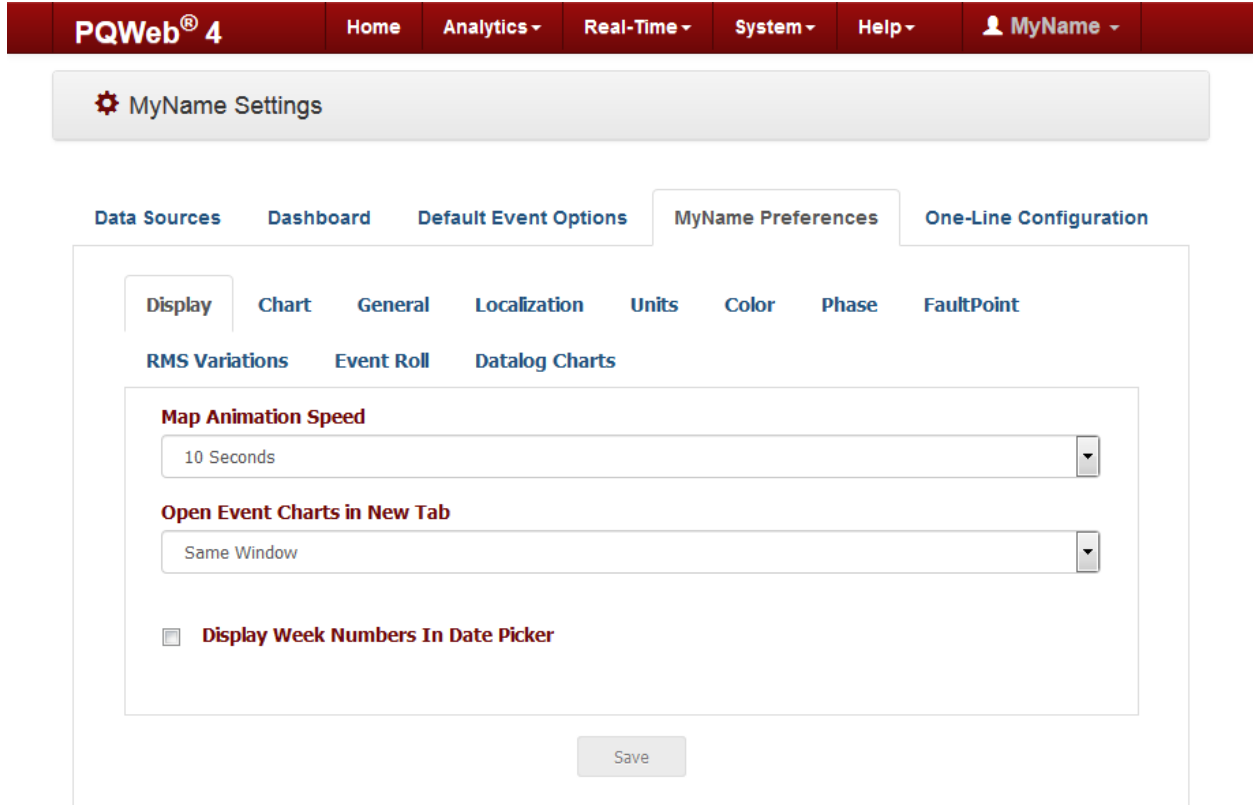 PQWeb® 4 Home Analytics Real-Time System Help MyName
MyName Settings
Data Sources Dashboard Default Event Options MyName Preferences One-Line Configuration
Display Chart General Localization Units Color Phase FaultPoint
RMS Variations Event Roll Datalog Charts
Map Animation Speed
10 Seconds
Open Event Charts in New Tab
Same Window
Display Week Numbers In Date Picker
Save